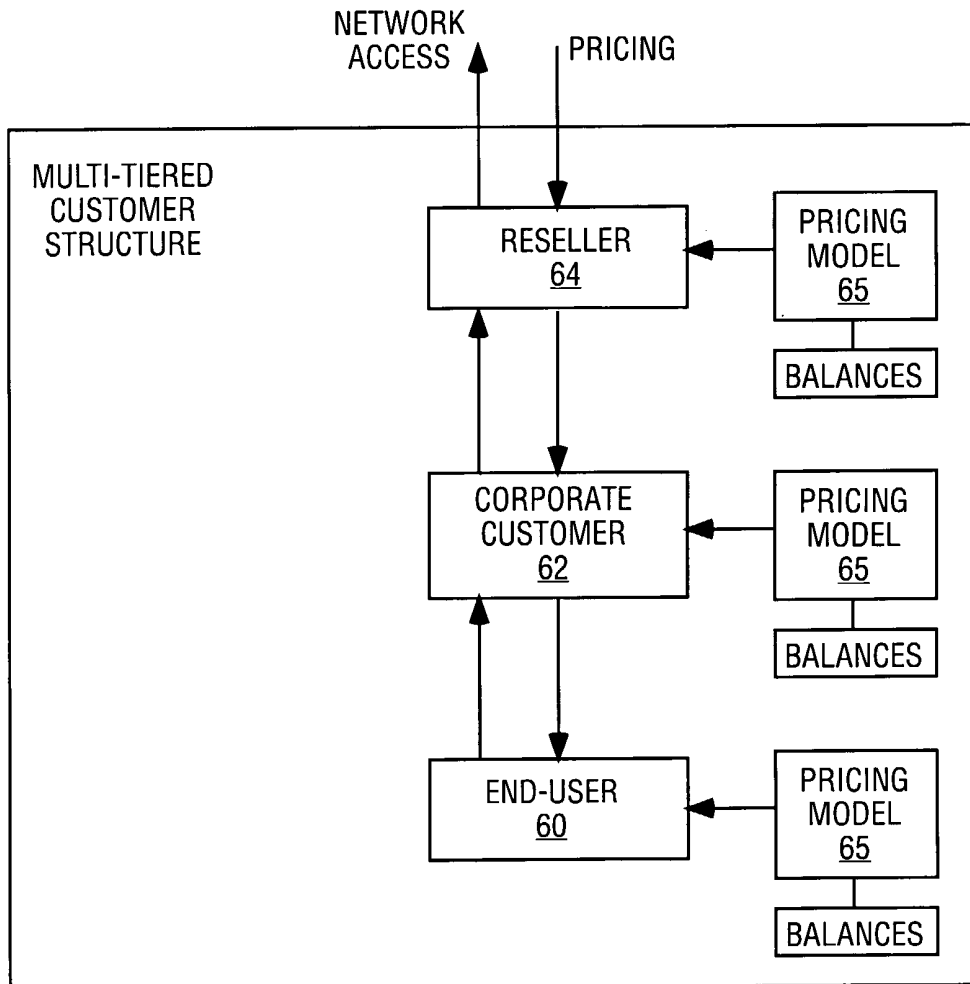 NETWORK
ACCESS
PRICING
MULTI-TIERED
CUSTOMER
STRUCTURE
RESELLER
64
PRICING
MODEL
65
BALANCES
CORPORATE
CUSTOMER
62
PRICING
MODEL
65
BALANCES
END-USER
60
PRICING
MODEL
65
BALANCES